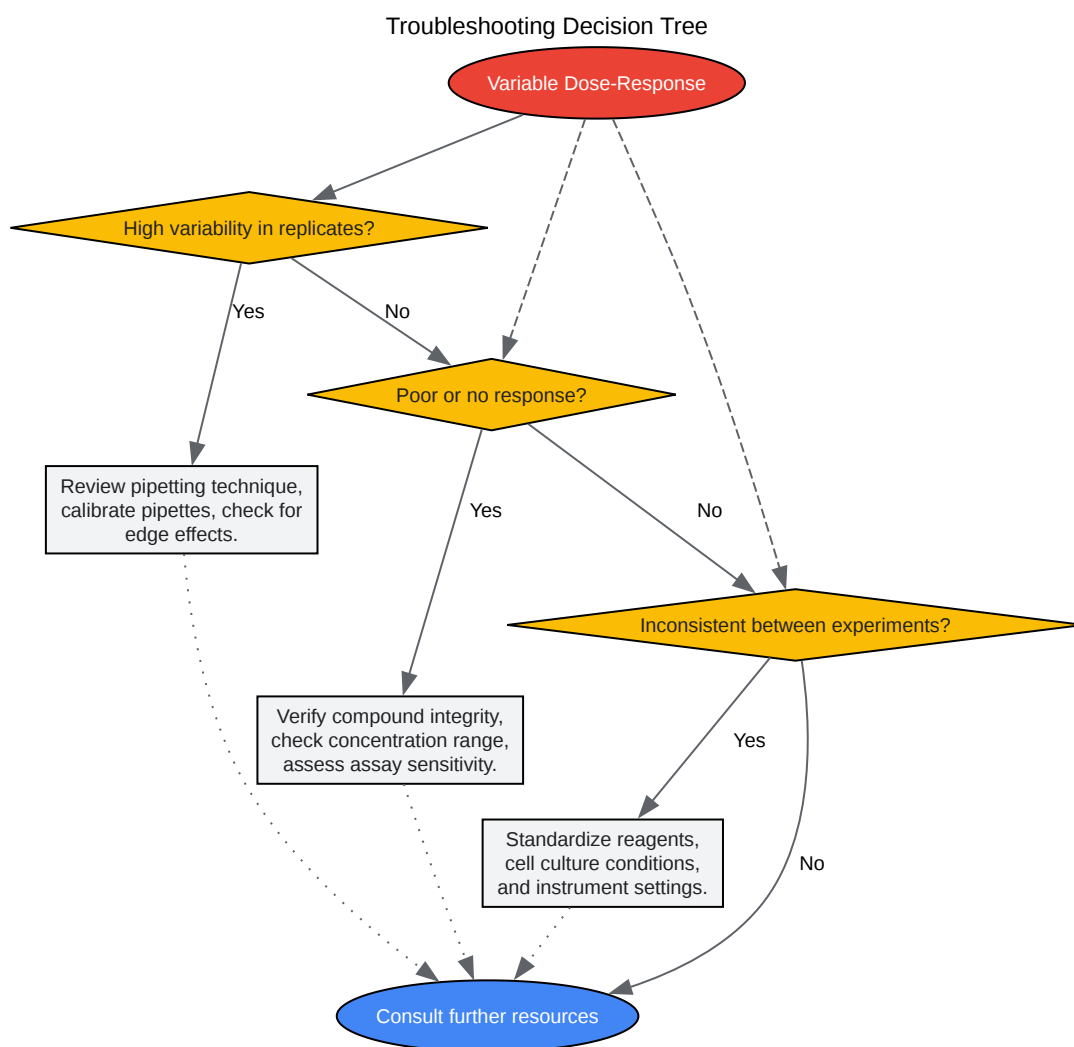 Troubleshooting Decision Tree
Variable Dose-Response
High variability in replicates?
Yes
No
Poor or no response?
Review pipetting technique,
calibrate pipettes, check for
edge effects.
Yes
No
Inconsistent between experiments?
Verify compound integrity,
check concentration range,
assess assay sensitivity.
Yes
Standardize reagents,
cell culture conditions,
and instrument settings.
No
Consult further resources